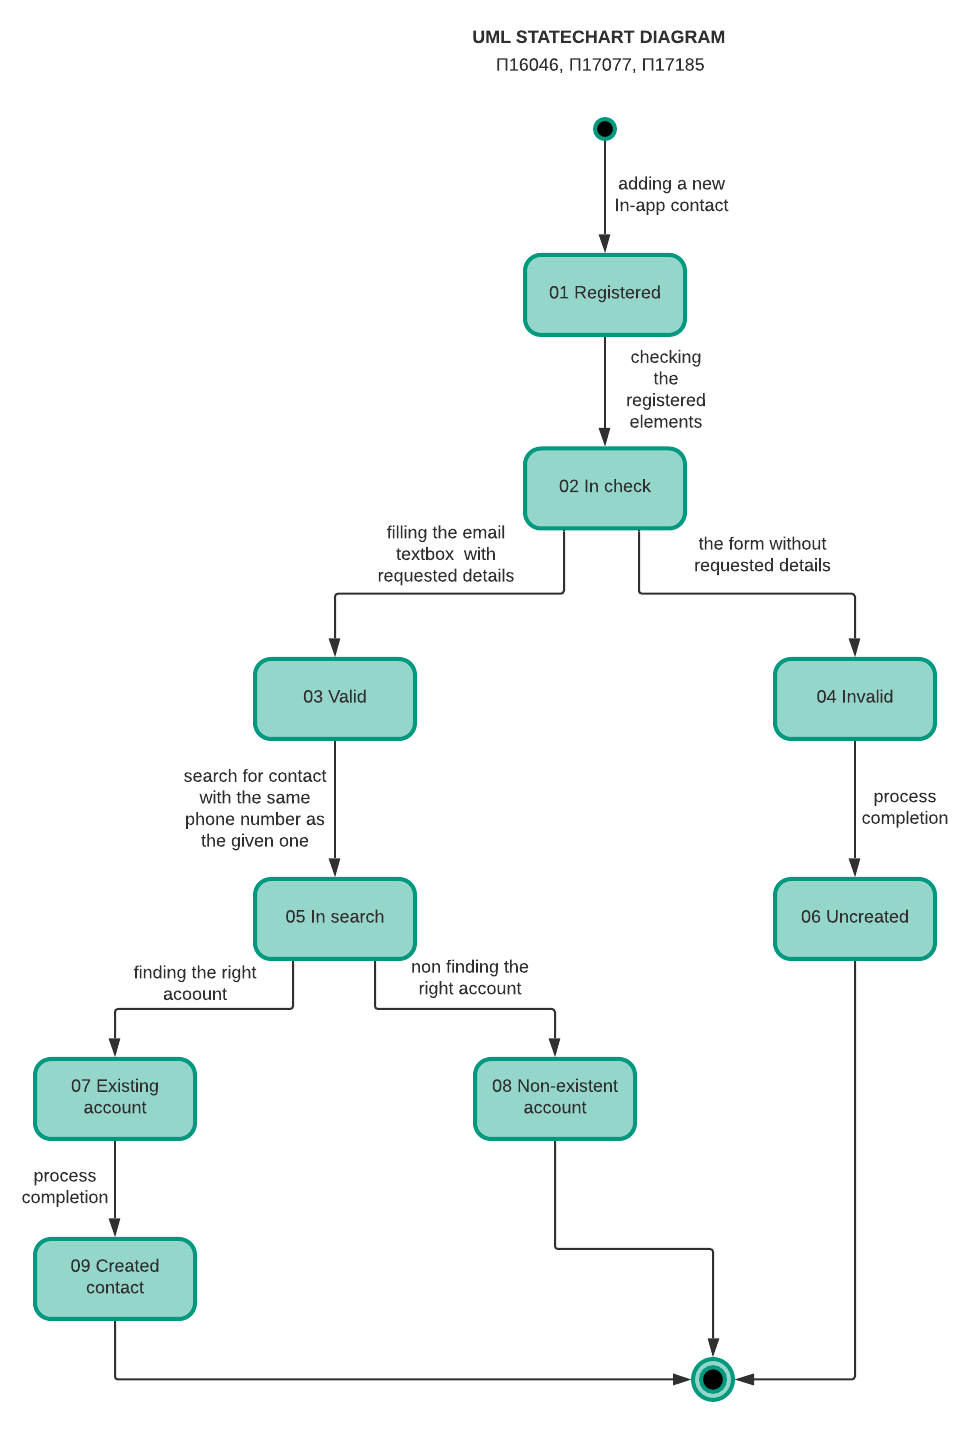 UML STATECHART DIAGRAM
Π16046, Π17077, Π17185
adding a new
In-app contact
01 Registered
checking
the
registered
elements
02 In check
filling the email
textbox  with
requested details
the form without
requested details
03 Valid
04 Invalid
search for contact
with the same
phone number as
the given one
process
completion
05 In search
06 Uncreated
finding the right
acoount
non finding the
right account
07 Existing
account
08 Non-existent
account
process
completion
09 Created
contact